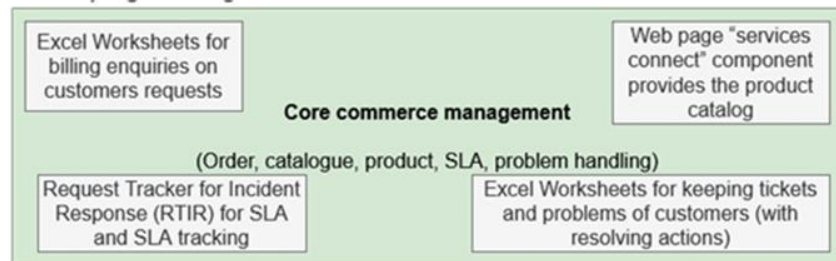 Excel Worksheets for
billing enquiries on
customers requests
Web page “services
connect” component
provides the product
catalog
Core commerce management
(Order, catalogue, product, SLA, problem handling)
Request Tracker for Incident
Response (RTIR) for SLA
and SLA tracking
Excel Worksheets for keeping tickets
and problems of customers (with
resolving actions)